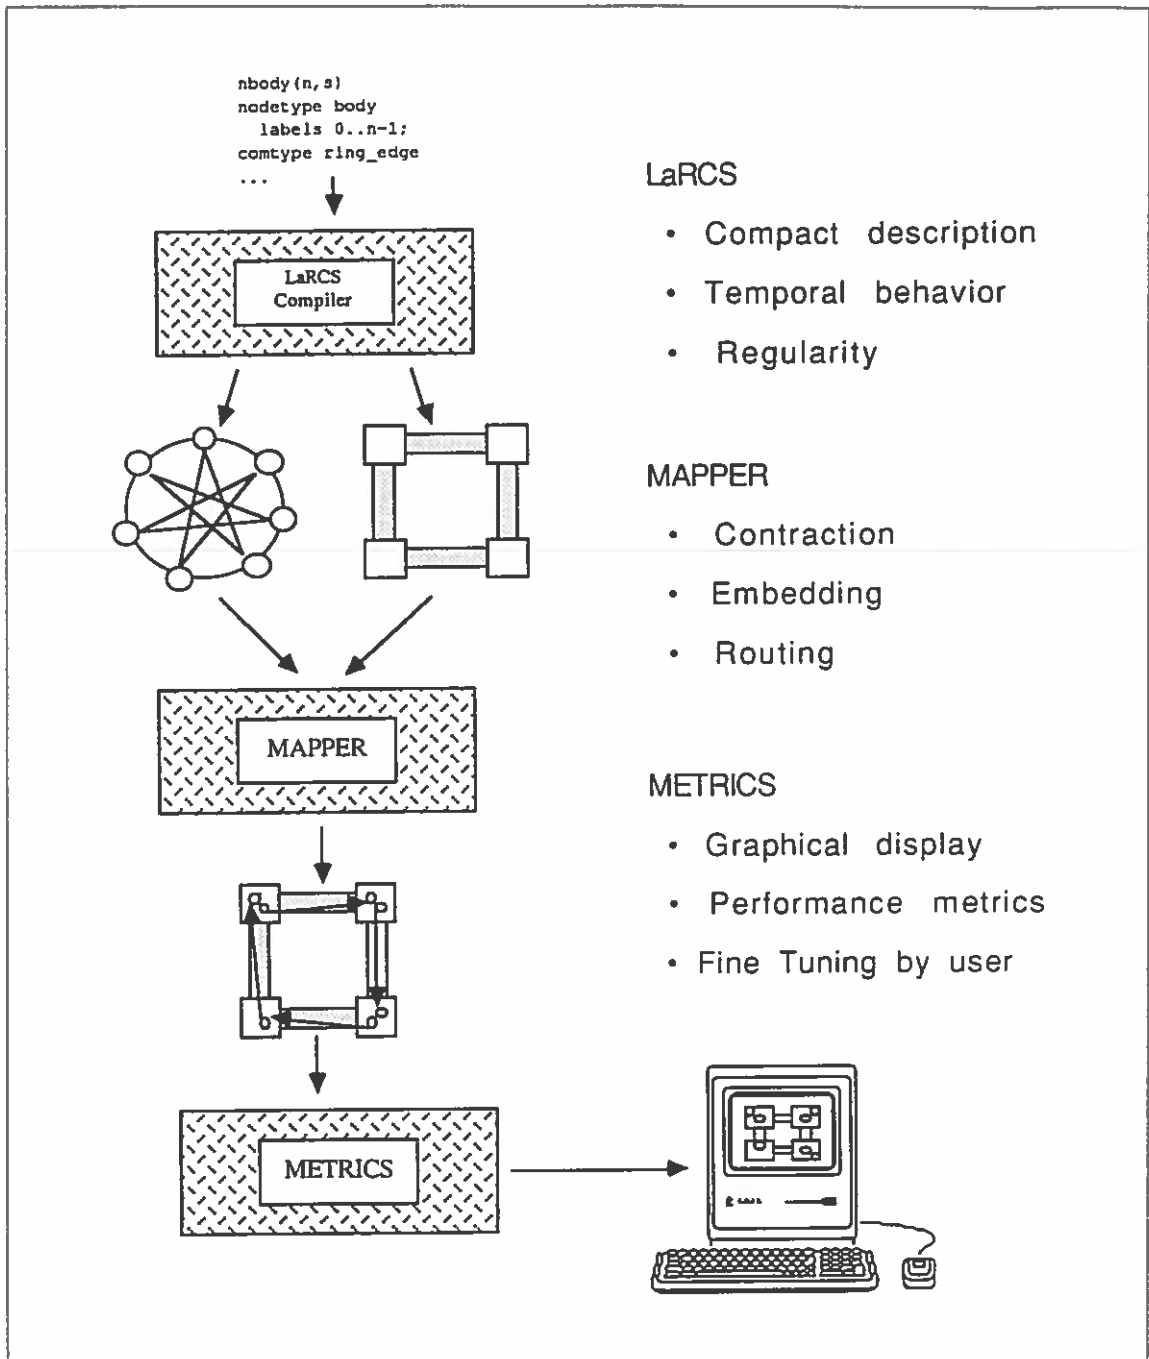 nbody(n,s)
nodetype body
labels 0..n-1;
comtype ring_edge
...
LaRCS
Compiler
MAPPER
METRICS
LaRCS
• Compact description
• Temporal behavior
• Regularity
MAPPER
• Contraction
• Embedding
• Routing
METRICS
• Graphical display
• Performance metrics
• Fine Tuning by user